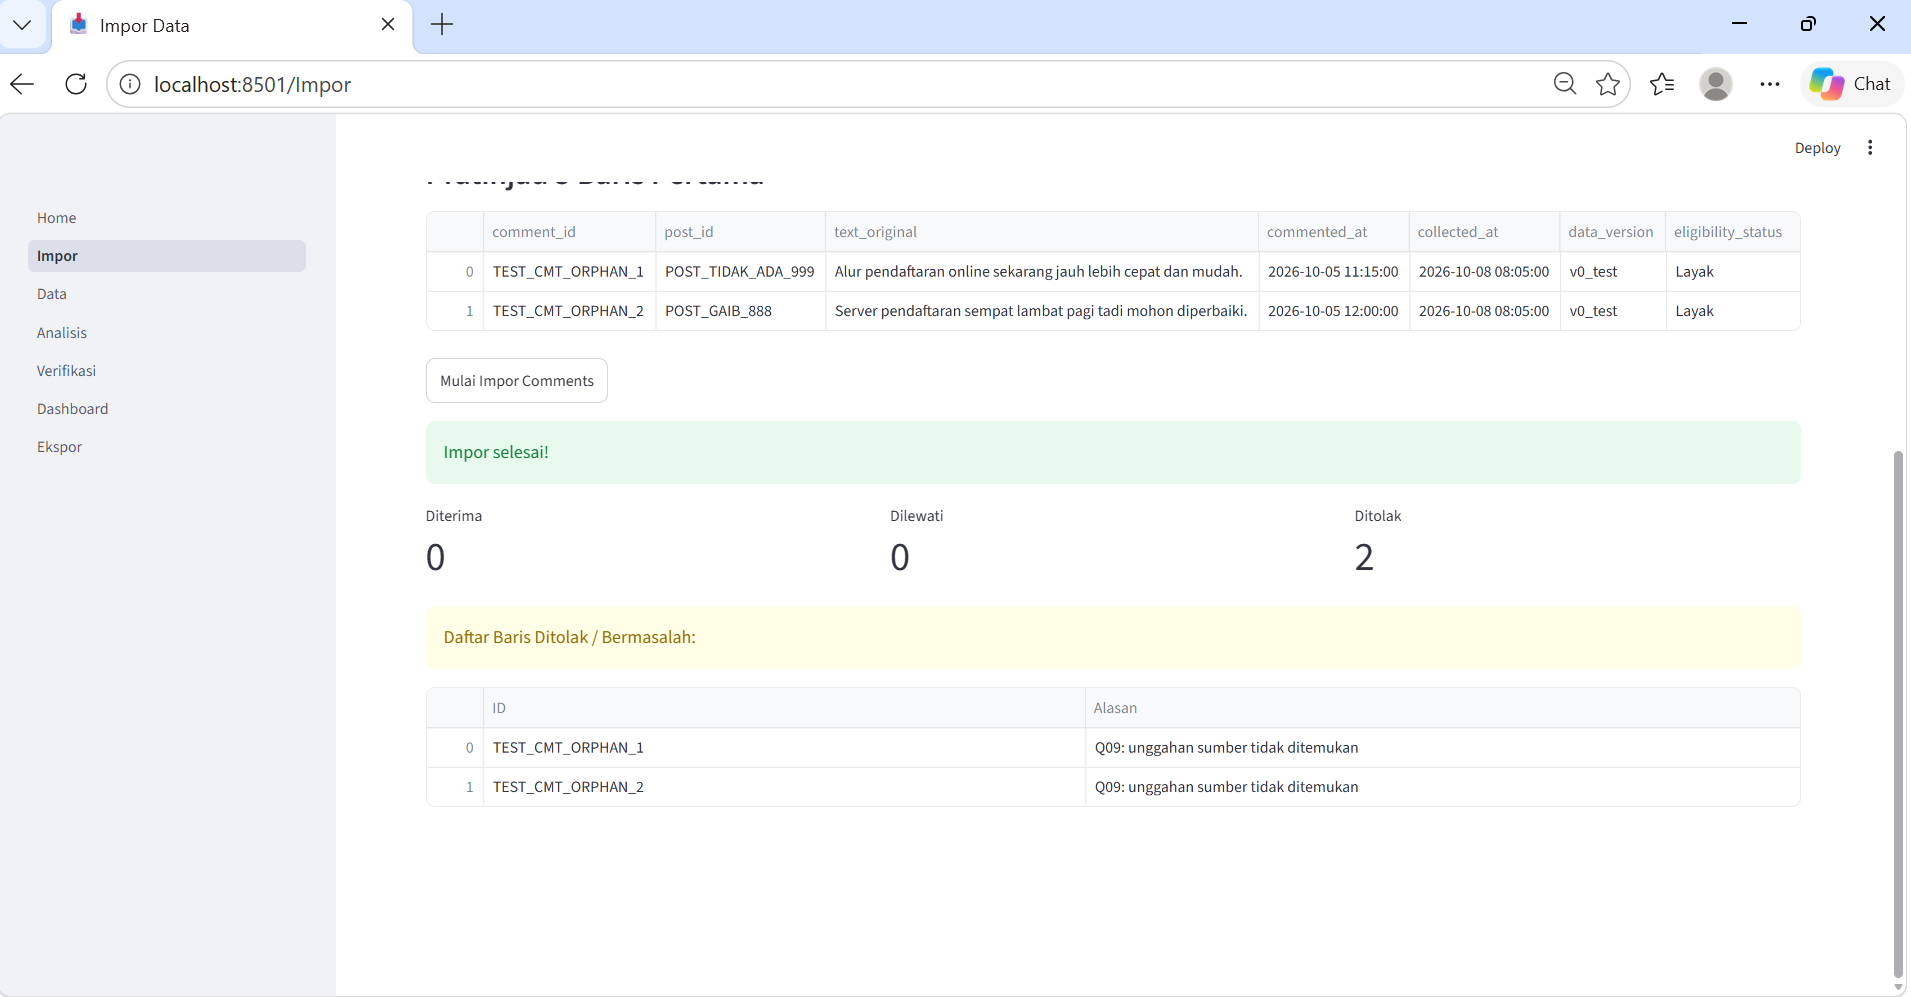 Impor Data
localhost:8501/Impor
Chat
Deploy
Home
Impor
Data
Analisis
Verifikasi
Dashboard
Ekspor
Pratinjau 5 Baris Pertama
comment_id post_id text_original commented_at collected_at data_version eligibility_status
0 TEST_CMT_ORPHAN_1 POST_TIDAK_ADA_999 Alur pendaftaran online sekarang jauh lebih cepat dan mudah. 2026-10-05 11:15:00 2026-10-08 08:05:00 v0_test Layak
1 TEST_CMT_ORPHAN_2 POST_GAIB_888 Server pendaftaran sempat lambat pagi tadi mohon diperbaiki. 2026-10-05 12:00:00 2026-10-08 08:05:00 v0_test Layak
Mulai Impor Comments
Impor selesai!
Diterima Dilewati Ditolak
0 0 2
Daftar Baris Ditolak / Bermasalah:
ID Alasan
0 TEST_CMT_ORPHAN_1 Q09: unggahan sumber tidak ditemukan
1 TEST_CMT_ORPHAN_2 Q09: unggahan sumber tidak ditemukan